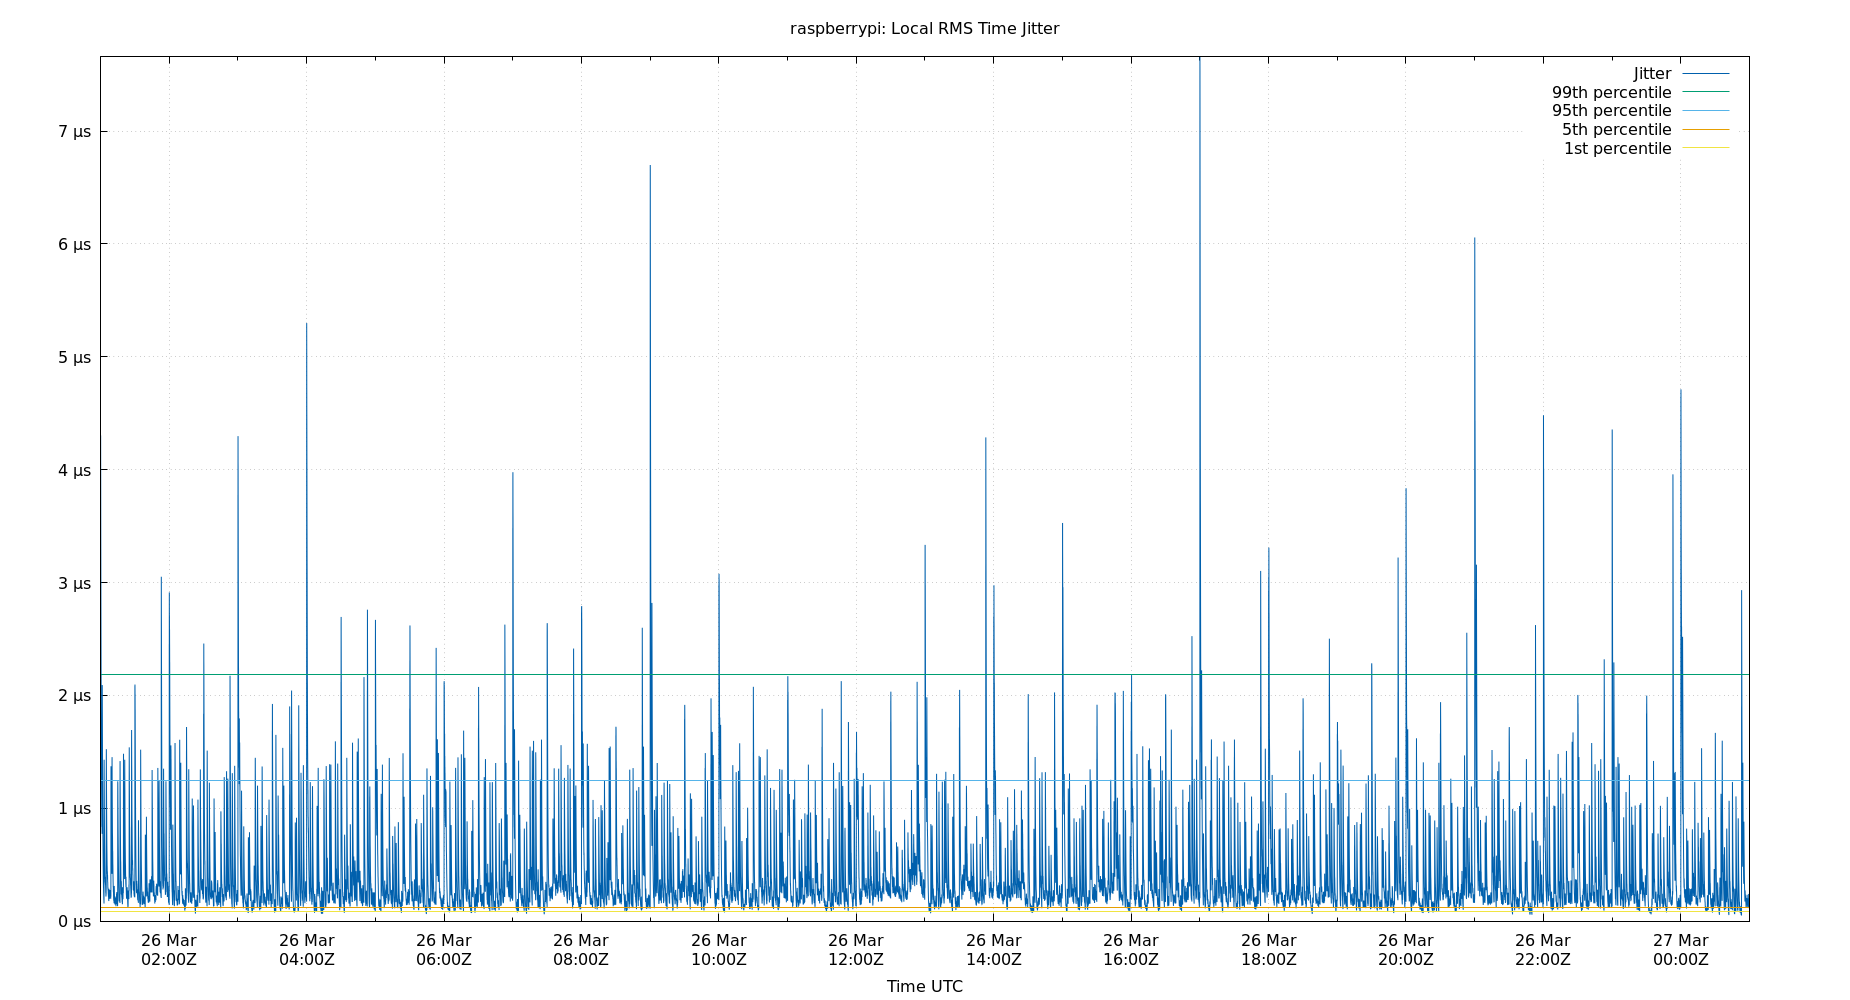 raspberrypi: Local RMS Time Jitter
Jitter
99th percentile
95th percentile
5th percentile
1st percentile
7 µs
6 µs
5 µs
4 µs
3 µs
2 µs
1 µs
0 µs
26 Mar 26 Mar 26 Mar 26 Mar 26 Mar 26 Mar 26 Mar 26 Mar 26 Mar 26 Mar 26 Mar 27 Mar
02:00Z 04:00Z 06:00Z 08:00Z 10:00Z 12:00Z 14:00Z 16:00Z 18:00Z 20:00Z 22:00Z 00:00Z
Time UTC